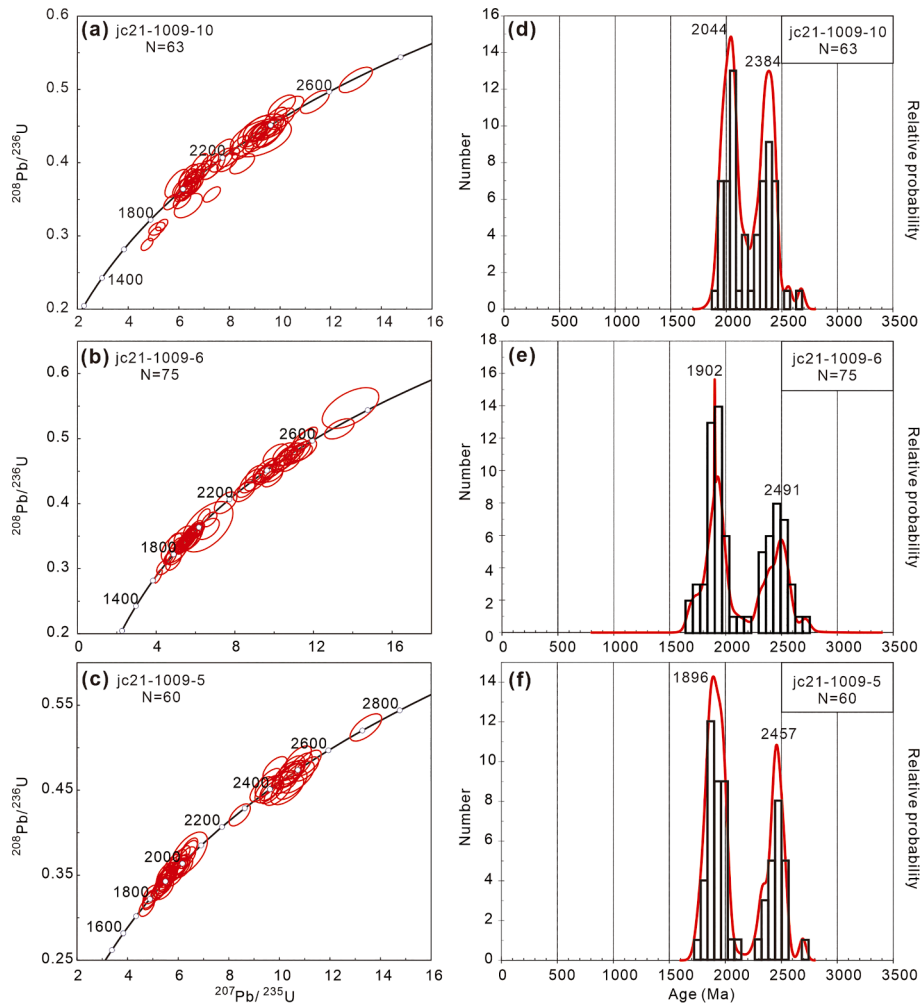 (a) jc21-1009-10
N=63
²⁰⁸Pb/²³⁶U
0.6
0.5
0.4
0.3
0.2
1400
1800
2200
2600
2 4 6 8 10 12 14 16
(d)
jc21-1009-10
N=63
2044
2384
Number
Relative probability
16
14
12
10
8
6
4
2
0
0 500 1000 1500 2000 2500 3000 3500
(b) jc21-1009-6
N=75
²⁰⁸Pb/²³⁶U
0.6
0.5
0.4
0.3
0.2
1400
1800
2200
2600
2 4 6 8 10 12 14 16
(e)
jc21-1009-6
N=75
1902
2491
Number
Relative probability
18
16
14
12
10
8
6
4
2
0
0 500 1000 1500 2000 2500 3000 3500
(c) jc21-1009-5
N=60
²⁰⁸Pb/²³⁶U
0.55
0.45
0.35
0.25
1600
1800
2000
2200
2400
2600
2800
2 4 6 8 10 12 14 16
²⁰⁷Pb/²³⁵U
(f)
jc21-1009-5
N=60
1896
2457
Number
Relative probability
14
12
10
8
6
4
2
0
0 500 1000 1500 2000 2500 3000 3500
Age (Ma)